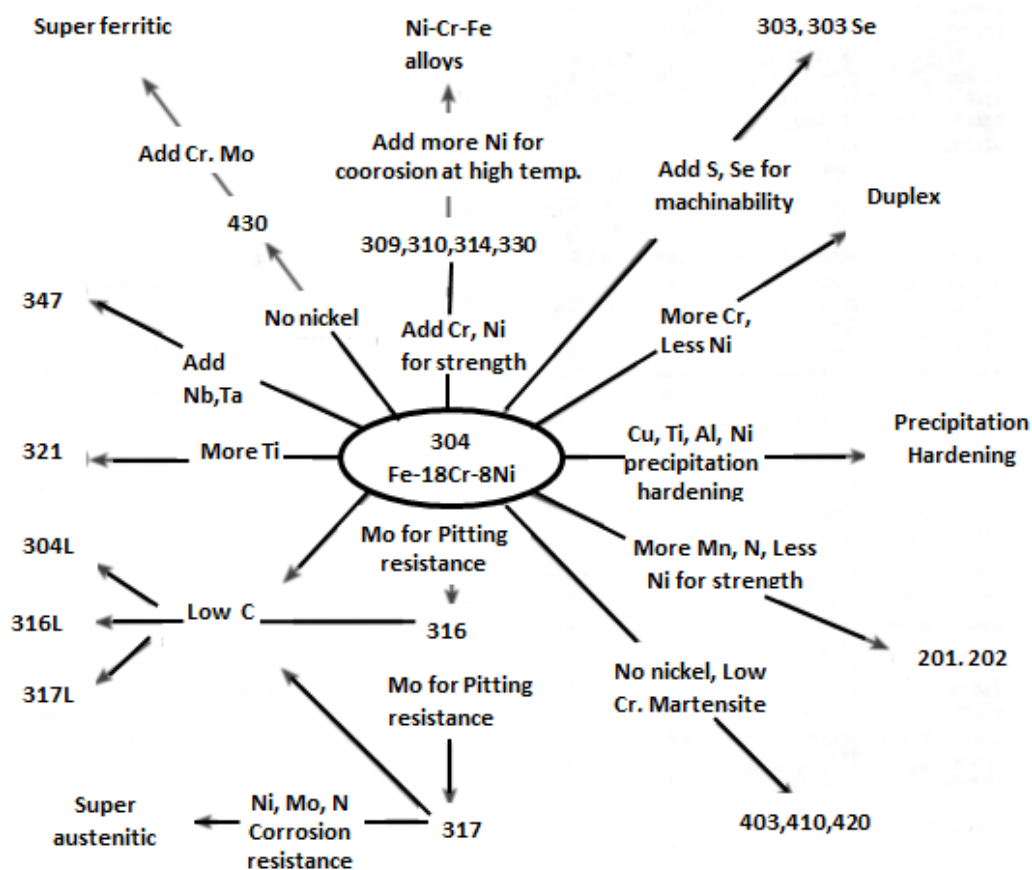 Super ferritic
Ni-Cr-Fe
alloys
303, 303 Se
Add Cr. Mo
Add more Ni for
coorosion at high temp.
Add S, Se for
machinability
Duplex
430
309,310,314,330
347
No nickel
Add Cr, Ni
for strength
More Cr,
Less Ni
Add
Nb,Ta
321
More Ti
304
Fe-18Cr-8Ni
Cu, Ti, Al, Ni
precipitation
hardening
Precipitation
Hardening
304L
Mo for Pitting
resistance
More Mn, N, Less
Ni for strength
316L
Low C
316
201. 202
317L
Mo for Pitting
resistance
No nickel, Low
Cr. Martensite
Super
austenitic
Ni, Mo, N
Corrosion
resistance
317
403,410,420